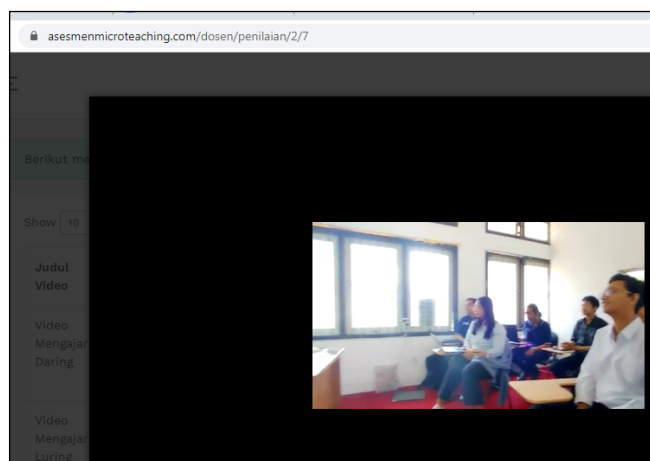 asesmenmicroteaching.com/dosen/penilaian/2/7
Berikut me
Show 10
Judul
Video
Video
Mengajar
Daring
Video
Mengajar
Luring